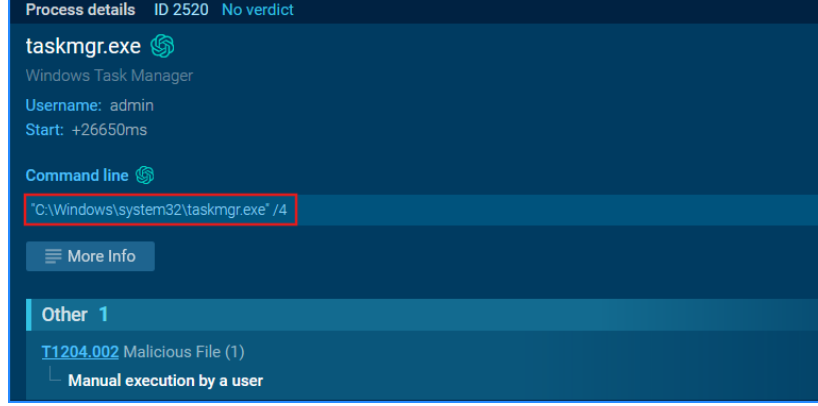 Process details ID 2520 No verdict
taskmgr.exe
Windows Task Manager
Username: admin
Start: +26650ms
Command line
"C:\Windows\system32\taskmgr.exe" /4
More Info
Other 1
T1204.002 Malicious File (1)
Manual execution by a user